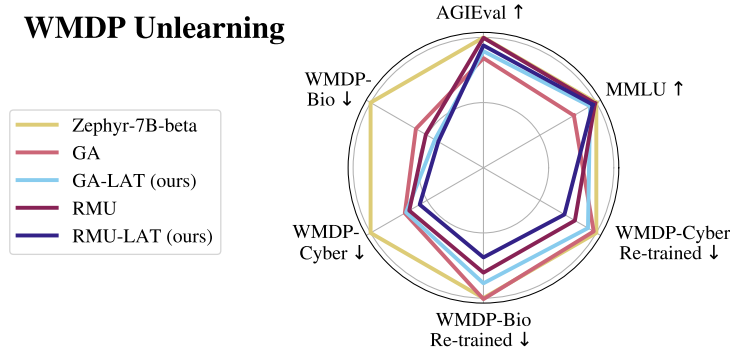 WMDP Unlearning
AGIEval ↑
WMDP-
Bio ↓
MMLU ↑
Zephyr-7B-beta
GA
GA-LAT (ours)
RMU
RMU-LAT (ours)
WMDP-
Cyber ↓
WMDP-Cyber
Re-trained ↓
WMDP-Bio
Re-trained ↓